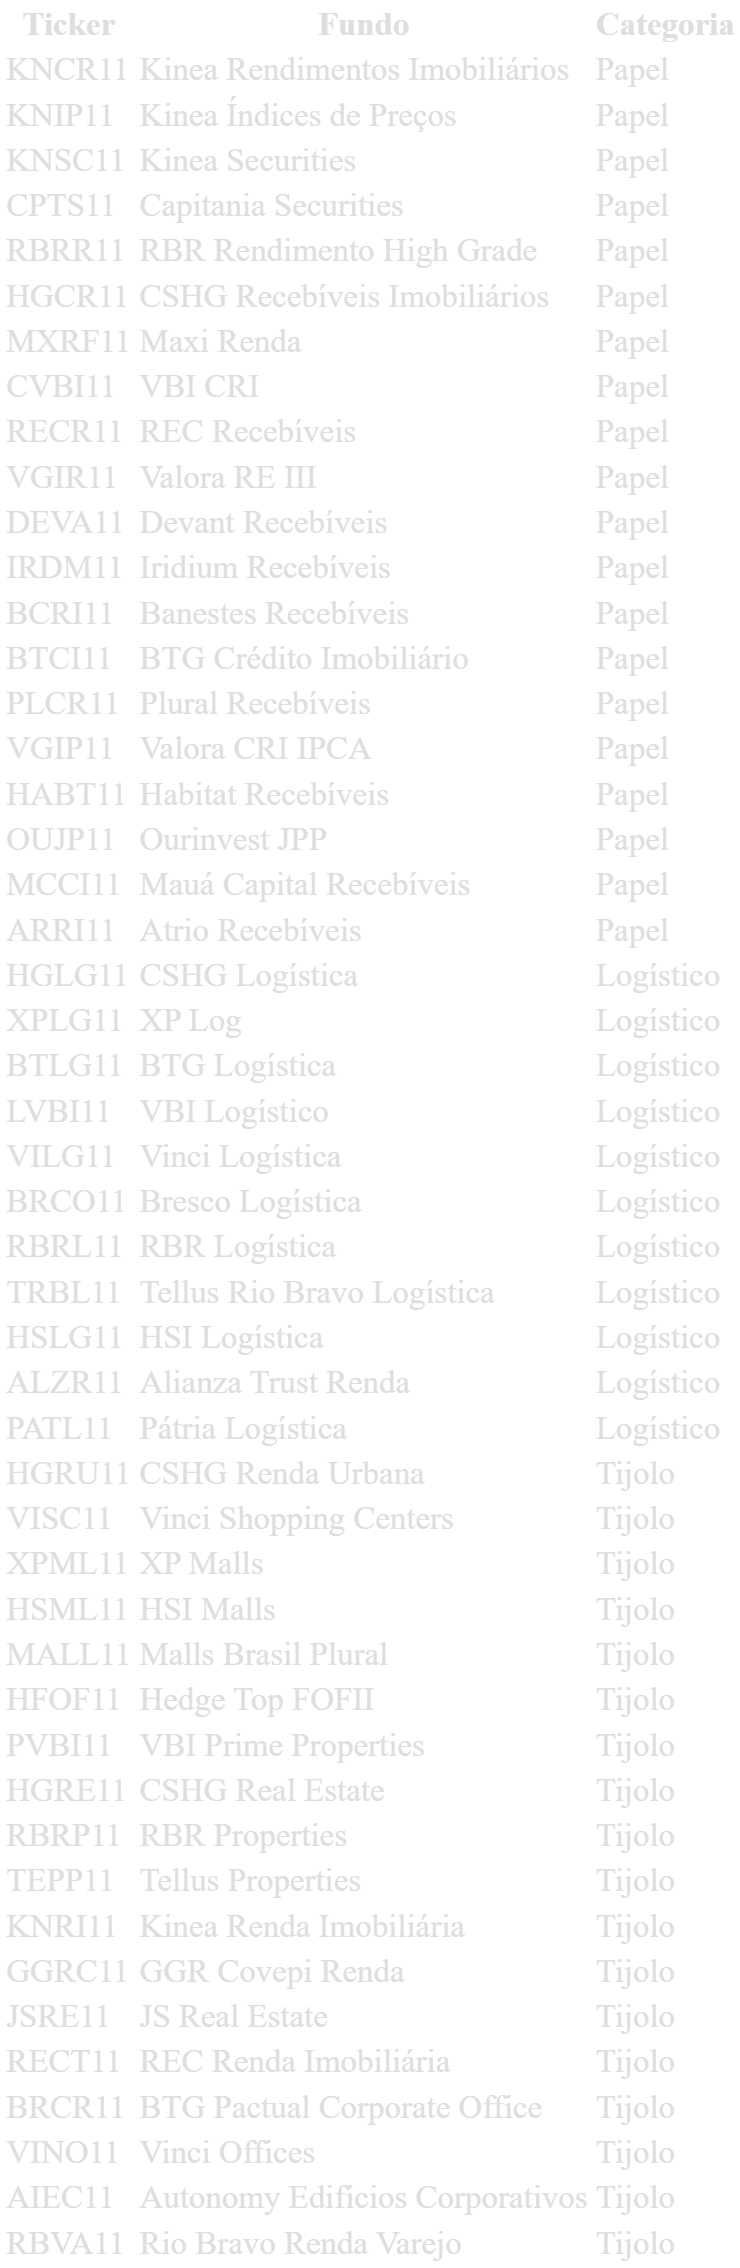 Ticker Fundo Categoria
KNCR11 Kinea Rendimentos Imobiliários Papel
KNIP11 Kinea Índices de Preços Papel
KNSC11 Kinea Securities Papel
CPTS11 Capitania Securities Papel
RBRR11 RBR Rendimento High Grade Papel
HGCR11 CSHG Recebíveis Imobiliários Papel
MXRF11 Maxi Renda Papel
CVBI11 VBI CRI Papel
RECR11 REC Recebíveis Papel
VGIR11 Valora RE III Papel
DEVA11 Devant Recebíveis Papel
IRDM11 Iridium Recebíveis Papel
BCRI11 Banestes Recebíveis Papel
BTCI11 BTG Crédito Imobiliário Papel
PLCR11 Plural Recebíveis Papel
VGIP11 Valora CRI IPCA Papel
HABT11 Habitat Recebíveis Papel
OUJP11 Ourinvest JPP Papel
MCCI11 Mauá Capital Recebíveis Papel
ARRI11 Atrio Recebíveis Papel
HGLG11 CSHG Logística Logístico
XPLG11 XP Log Logístico
BTLG11 BTG Logística Logístico
LVBI11 VBI Logístico Logístico
VILG11 Vinci Logística Logístico
BRCO11 Bresco Logística Logístico
RBRL11 RBR Logística Logístico
TRBL11 Tellus Rio Bravo Logística Logístico
HSLG11 HSI Logística Logístico
ALZR11 Alianza Trust Renda Logístico
PATL11 Pátria Logística Logístico
HGRU11 CSHG Renda Urbana Tijolo
VISC11 Vinci Shopping Centers Tijolo
XPML11 XP Malls Tijolo
HSML11 HSI Malls Tijolo
MALL11 Malls Brasil Plural Tijolo
HFOF11 Hedge Top FOFII Tijolo
PVBI11 VBI Prime Properties Tijolo
HGRE11 CSHG Real Estate Tijolo
RBRP11 RBR Properties Tijolo
TEPP11 Tellus Properties Tijolo
KNRI11 Kinea Renda Imobiliária Tijolo
GGRC11 GGR Covepi Renda Tijolo
JSRE11 JS Real Estate Tijolo
RECT11 REC Renda Imobiliária Tijolo
BRCR11 BTG Pactual Corporate Office Tijolo
VINO11 Vinci Offices Tijolo
AIEC11 Autonomy Edifícios Corporativos Tijolo
RBVA11 Rio Bravo Renda Varejo Tijolo